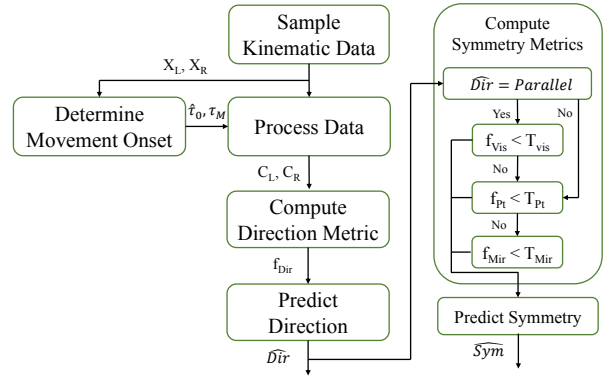 Sample
Kinematic Data
X_L, X_R
Determine
Movement Onset
τ̂_0, τ_M
Process Data
C_L, C_R
Compute
Direction Metric
f_Dir
Predict
Direction
D̂ir
Compute
Symmetry Metrics
D̂ir = Parallel
Yes
No
f_Vis < T_vis
No
f_Pt < T_Pt
No
f_Mir < T_Mir
Predict Symmetry
Ŝym